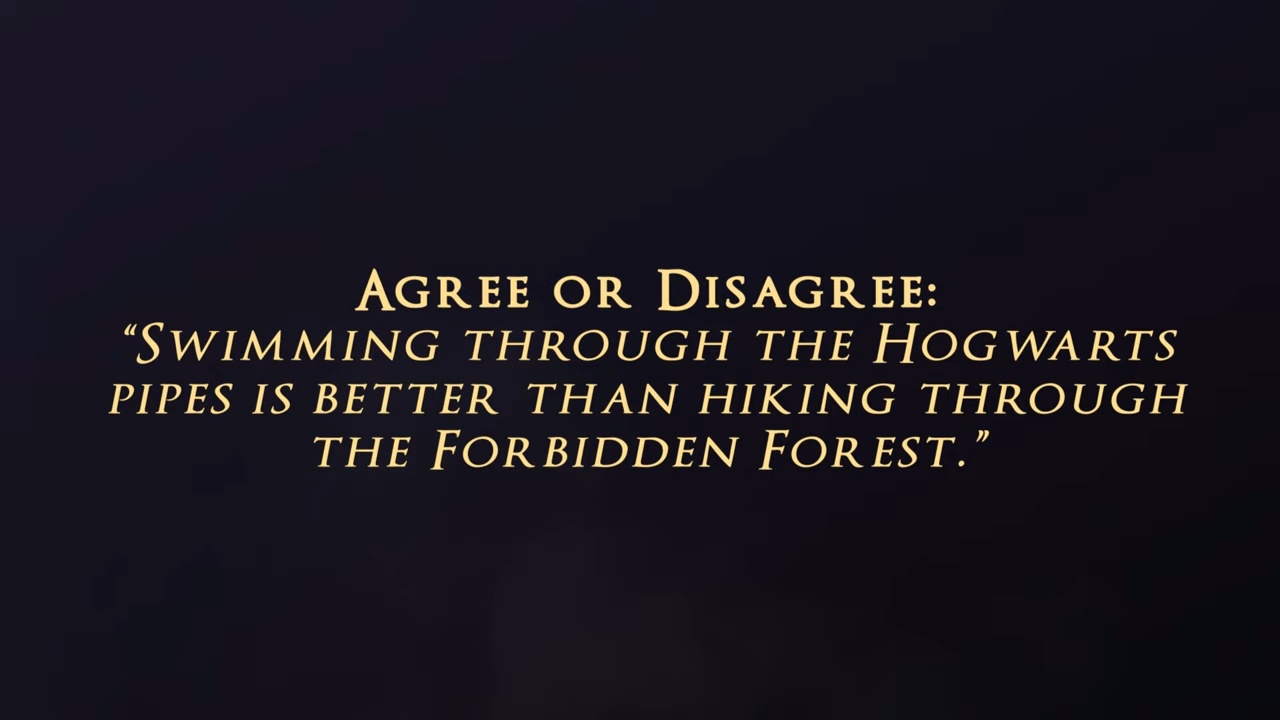 Agree or Disagree:
“Swimming through the Hogwarts
pipes is better than hiking through
the Forbidden Forest.”